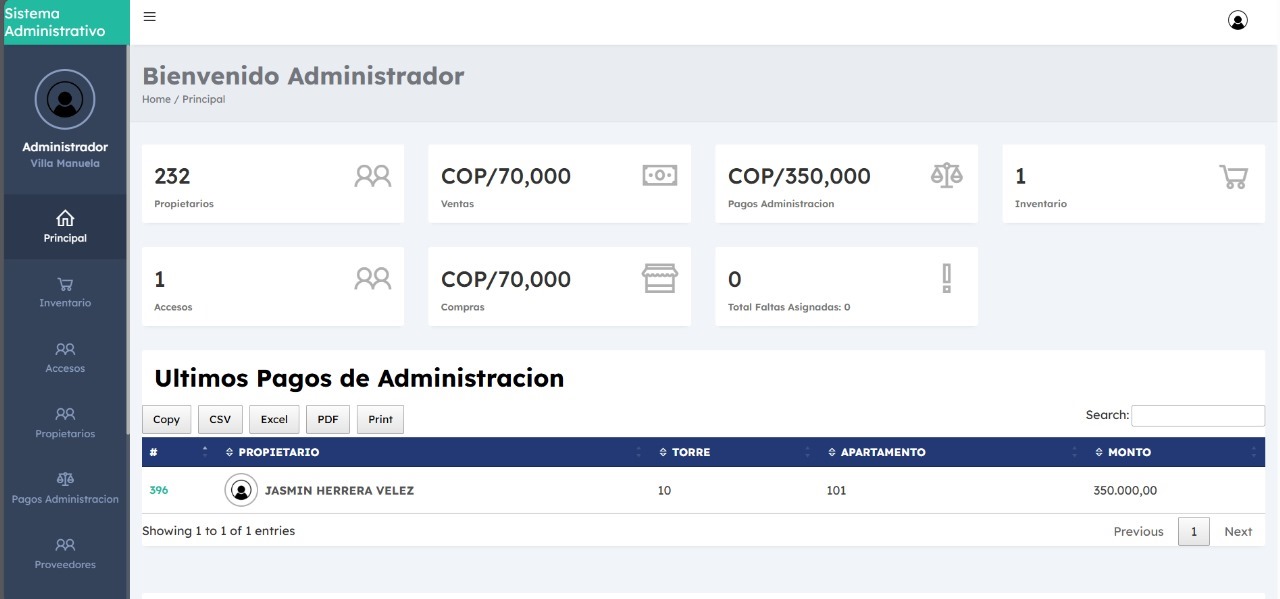 Sistema
Administrativo
Administrador
Villa Manuela
Principal
Inventario
Accesos
Propietarios
Pagos Administracion
Proveedores
Bienvenido Administrador
Home / Principal
232
Propietarios
COP/70,000
Ventas
COP/350,000
Pagos Administracion
1
Inventario
1
Accesos
COP/70,000
Compras
0
Total Faltas Asignadas: 0
Ultimos Pagos de Administracion
Copy CSV Excel PDF Print Search:
# PROPIETARIO TORRE APARTAMENTO MONTO
396 JASMIN HERRERA VELEZ 10 101 350.000,00
Showing 1 to 1 of 1 entries Previous 1 Next